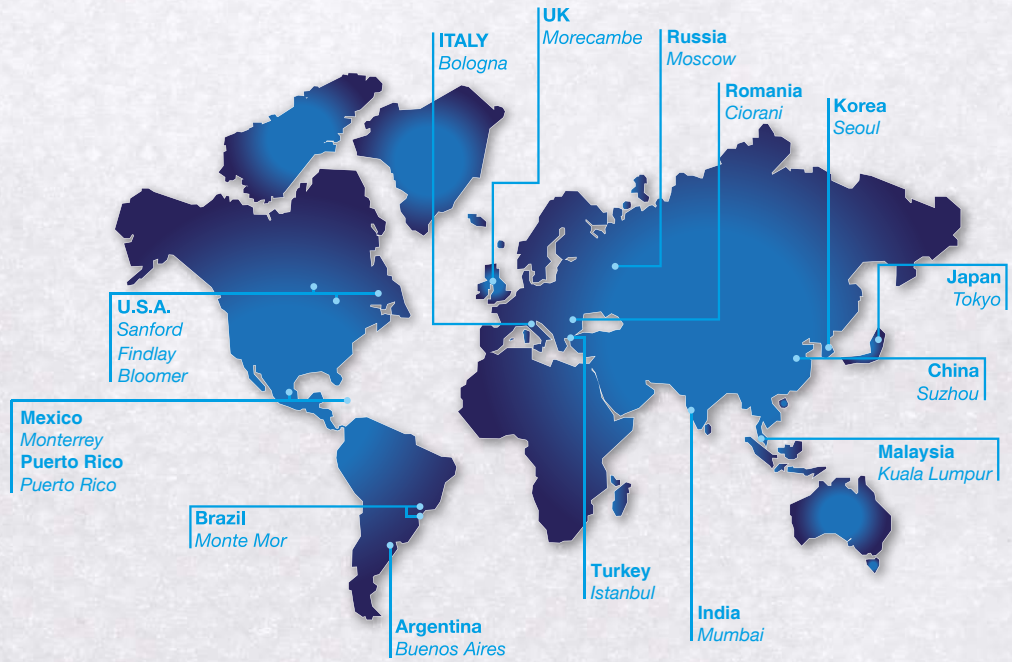 UK
Morecambe
ITALY
Bologna
Russia
Moscow
Romania
Ciorani
Korea
Seoul
Japan
Tokyo
U.S.A.
Sanford
Findlay
Bloomer
China
Suzhou
Mexico
Monterrey
Puerto Rico
Puerto Rico
Malaysia
Kuala Lumpur
Brazil
Monte Mor
Turkey
Istanbul
India
Mumbai
Argentina
Buenos Aires